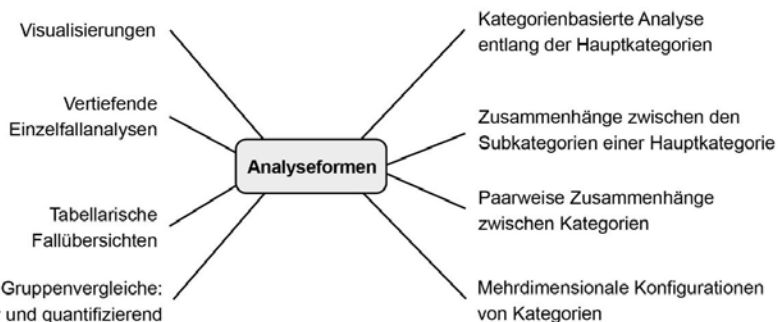 Visualisierungen
Vertiefende
Einzelfallanalysen
Tabellarische
Fallübersichten
Gruppenvergleiche:
und quantifizierend
Analyseformen
Kategorienbasierte Analyse
entlang der Hauptkategorien
Zusammenhänge zwischen den
Subkategorien einer Hauptkategorie
Paarweise Zusammenhänge
zwischen Kategorien
Mehrdimensionale Konfigurationen
von Kategorien